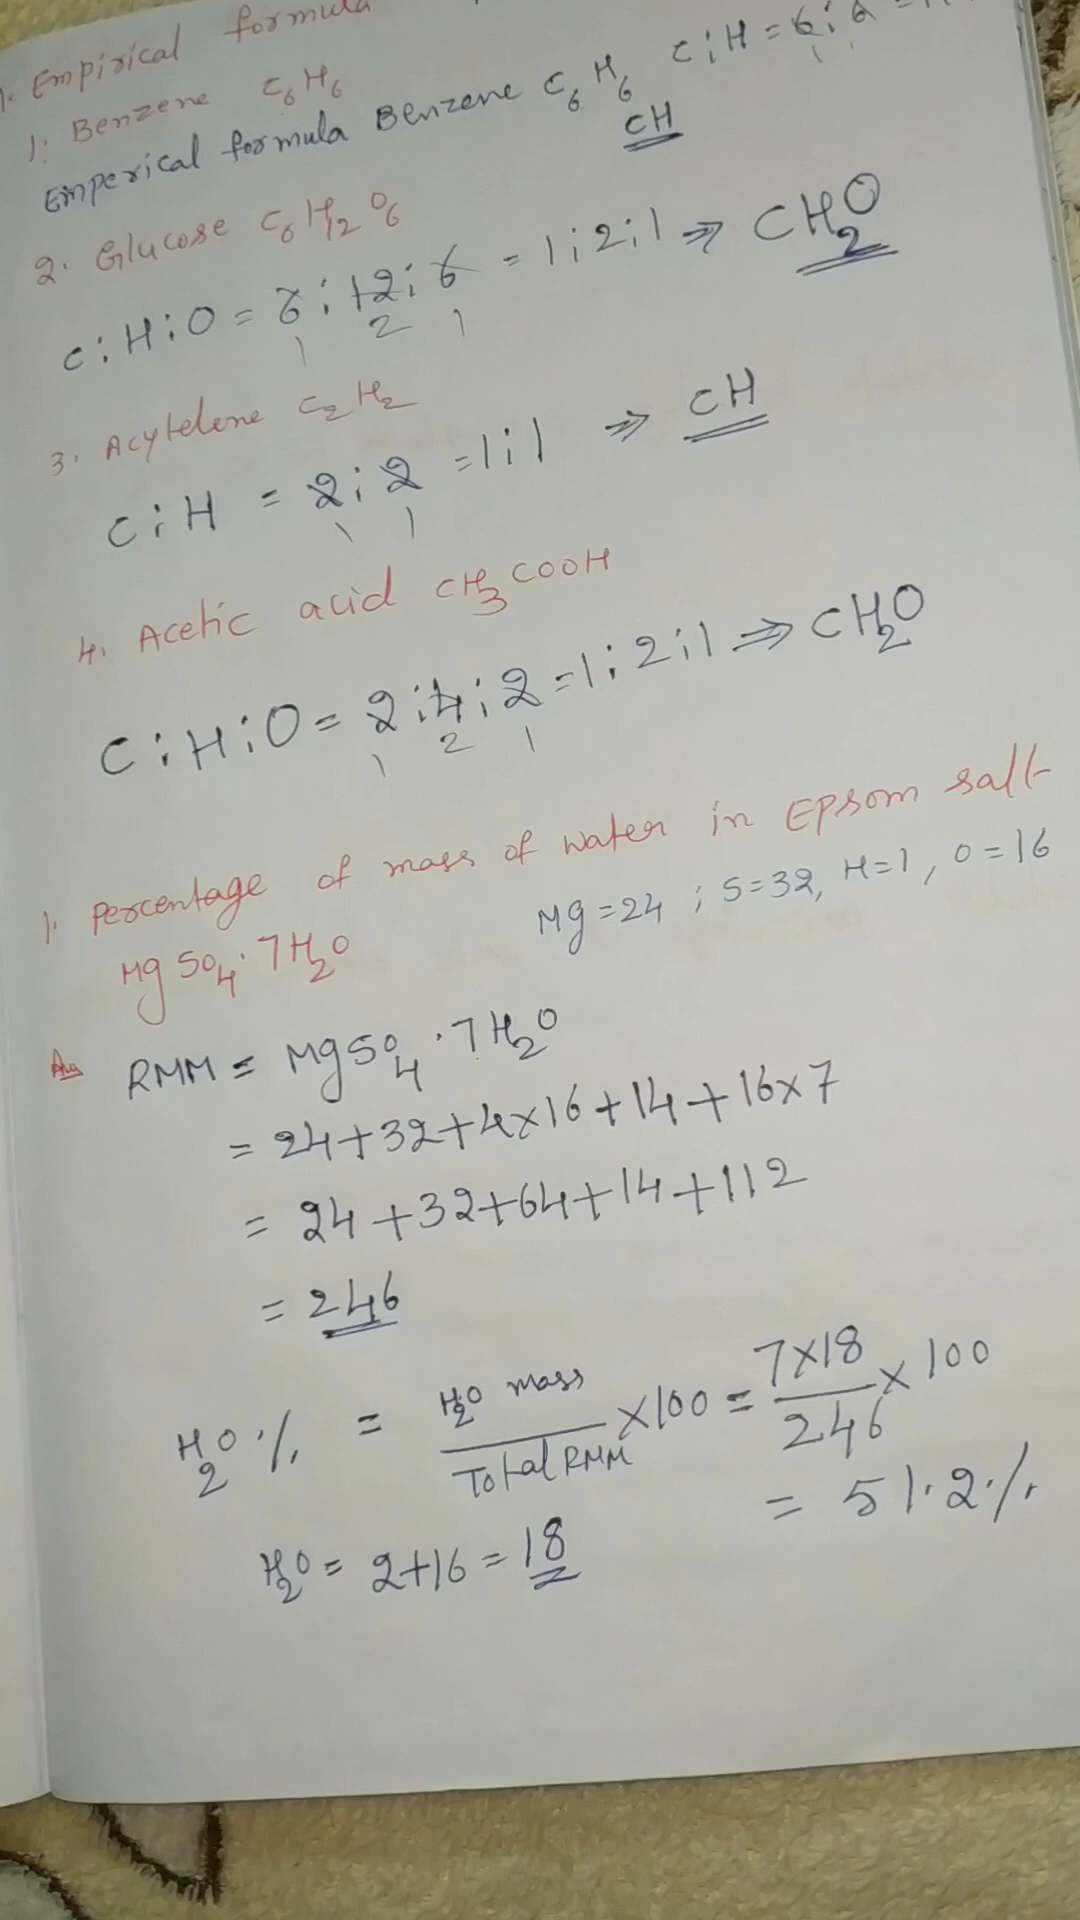 1. Empirical formula
1. Benzene C₆H₆
Emperical formula Benzene C₆H₆ C:H = 6:6
1 1
CH
2. Glucose C₆H₁₂O₆
C:H:O = 6:12:6 = 1:2:1 ⇒ CH₂O
1 2 1
3. Acytelene C₂H₂
C:H = 2:2 = 1:1 ⇒ CH
1 1
4. Acetic acid CH₃COOH
C:H:O = 2:4:2 = 1:2:1 ⇒ CH₂O
1 2 1
1. Percentage of mass of water in Epsom salt
MgSO₄·7H₂O Mg=24; S=32, H=1, O=16
Ans RMM = MgSO₄·7H₂O
= 24+32+4×16+14+16×7
= 24+32+64+14+112
= 246
H₂O % = H₂O mass / Total RMM ×100 = 7×18 / 246 × 100
= 51.2%
H₂O = 2+16 = 18